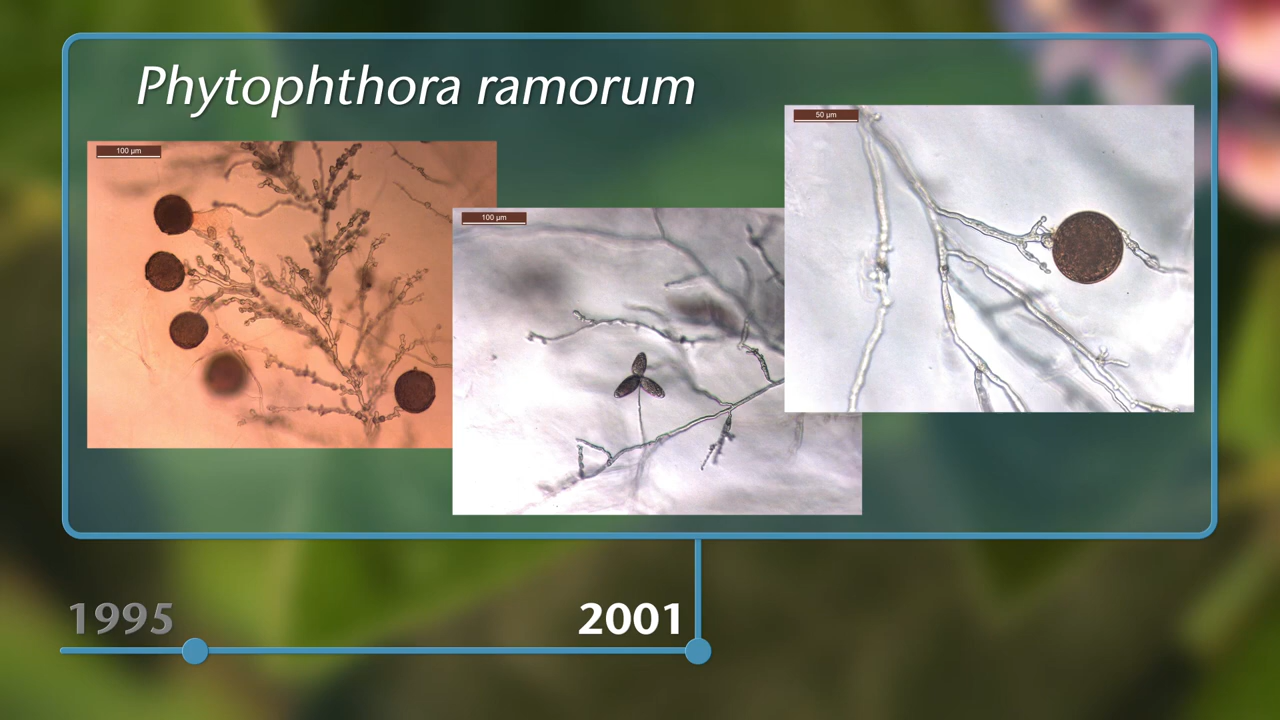 Phytophthora ramorum
100 µm
100 µm
50 µm
1995
2001